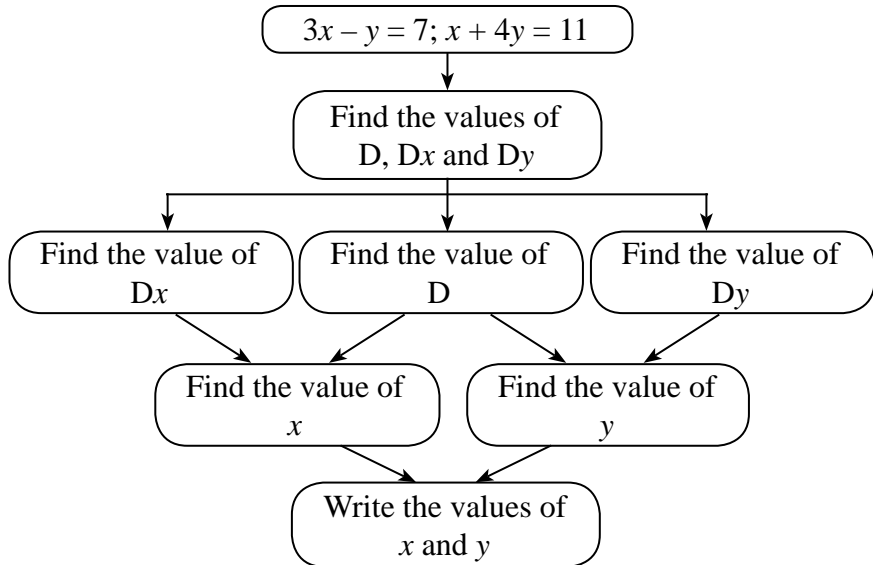 3x – y = 7; x + 4y = 11
Find the values of
D, Dx and Dy
Find the value of
Dx
Find the value of
D
Find the value of
Dy
Find the value of
x
Find the value of
y
Write the values of
x and y